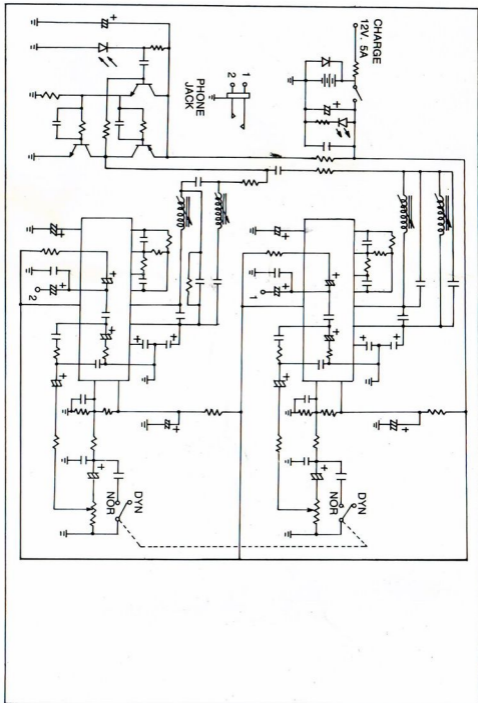 CHARGE
12V. 5A
PHONE
JACK
1
2
1
2
DYN
NOR
DYN
NOR